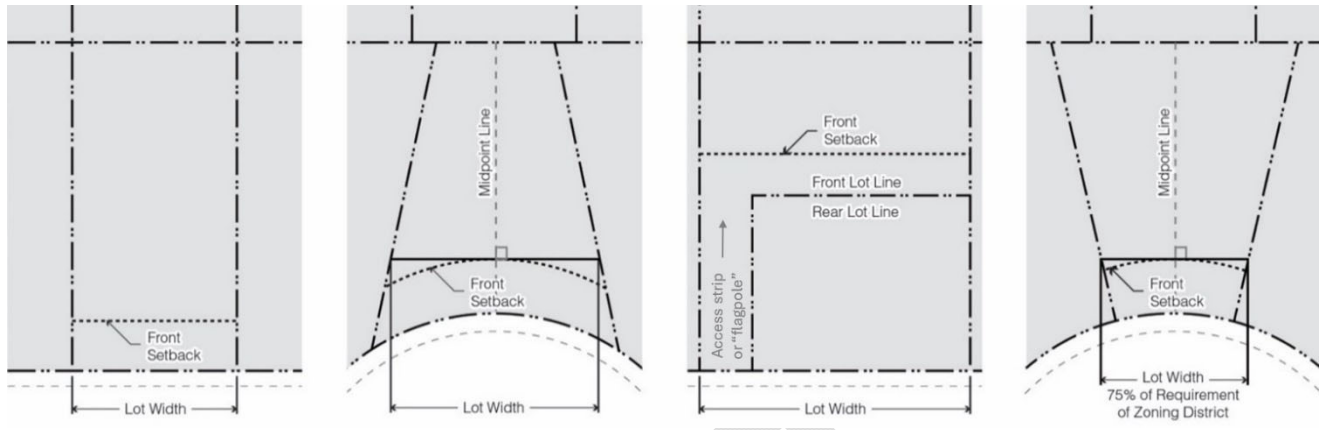 Front
Setback
Lot Width
Midpoint Line
Front
Setback
Lot Width
Front
Setback
Front Lot Line
Rear Lot Line
Access strip
or "flagpole"
Lot Width
Midpoint Line
Front
Setback
Lot Width
75% of Requirement
of Zoning District